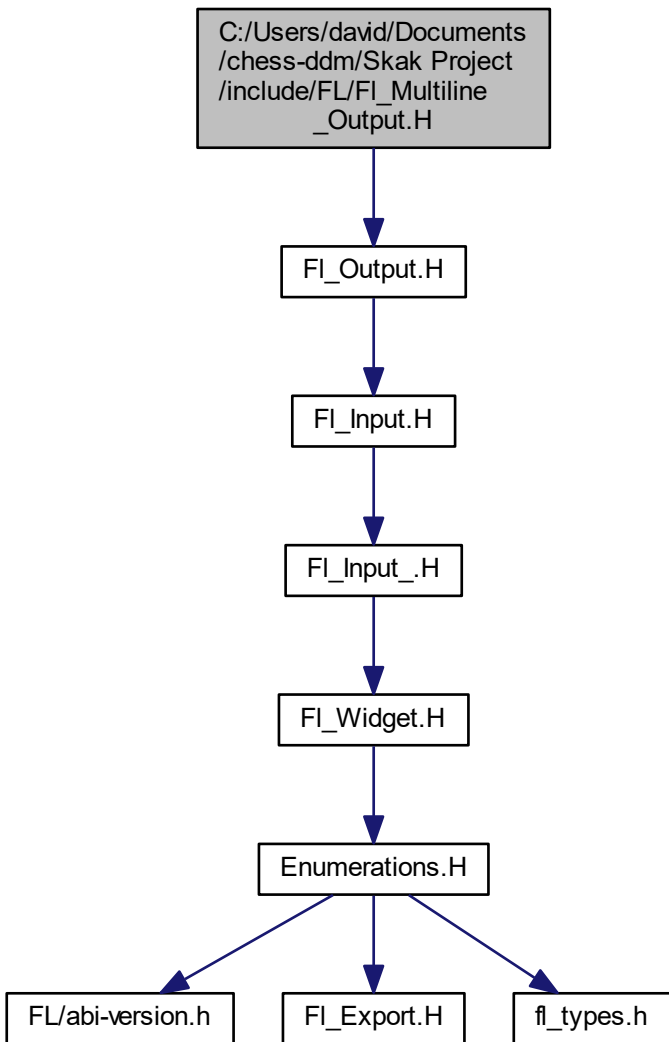 C:/Users/david/Documents
/chess-ddm/Skak Project
/include/FL/Fl_Multiline
_Output.H
Fl_Output.H
Fl_Input.H
Fl_Input_.H
Fl_Widget.H
Enumerations.H
FL/abi-version.h
Fl_Export.H
fl_types.h